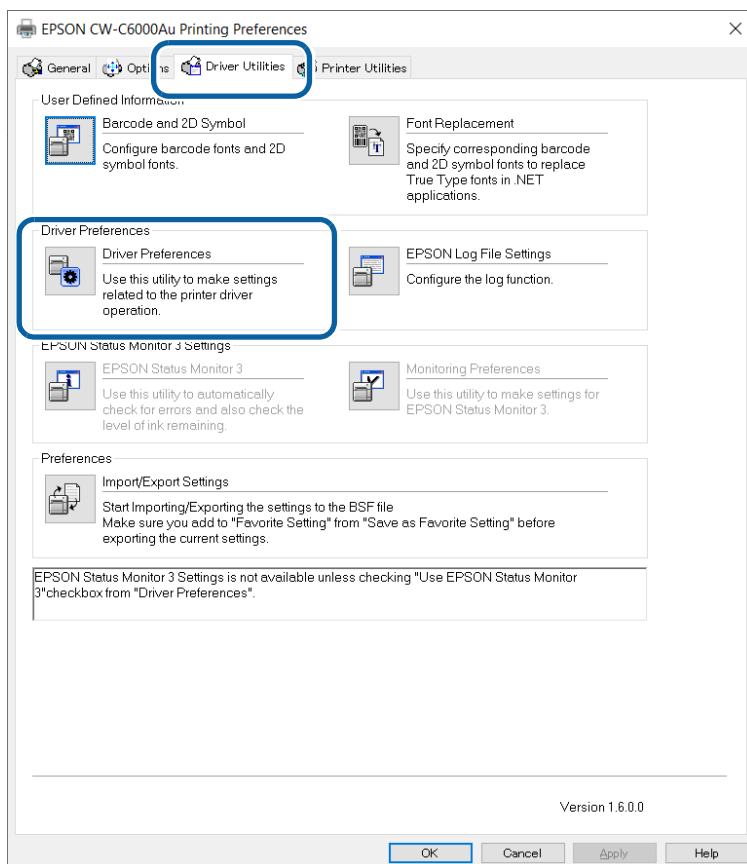 EPSON CW-C6000Au Printing Preferences
General Options Driver Utilities Printer Utilities
User Defined Information
Barcode and 2D Symbol
Configure barcode fonts and 2D
symbol fonts.
Font Replacement
Specify corresponding barcode
and 2D symbol fonts to replace
True Type fonts in .NET
applications.
Driver Preferences
Driver Preferences
Use this utility to make settings
related to the printer driver
operation.
EPSON Log File Settings
Configure the log function.
EPSON Status Monitor 3 Settings
EPSON Status Monitor 3
Use this utility to automatically
check for errors and also check the
level of ink remaining.
Monitoring Preferences
Use this utility to make settings for
EPSON Status Monitor 3.
Preferences
Import/Export Settings
Start Importing/Exporting the settings to the BSF file
Make sure you add to "Favorite Setting" from "Save as Favorite Setting" before
exporting the current settings.
EPSON Status Monitor 3 Settings is not available unless checking "Use EPSON Status Monitor
3"checkbox from "Driver Preferences".
Version 1.6.0.0
OK Cancel Apply Help